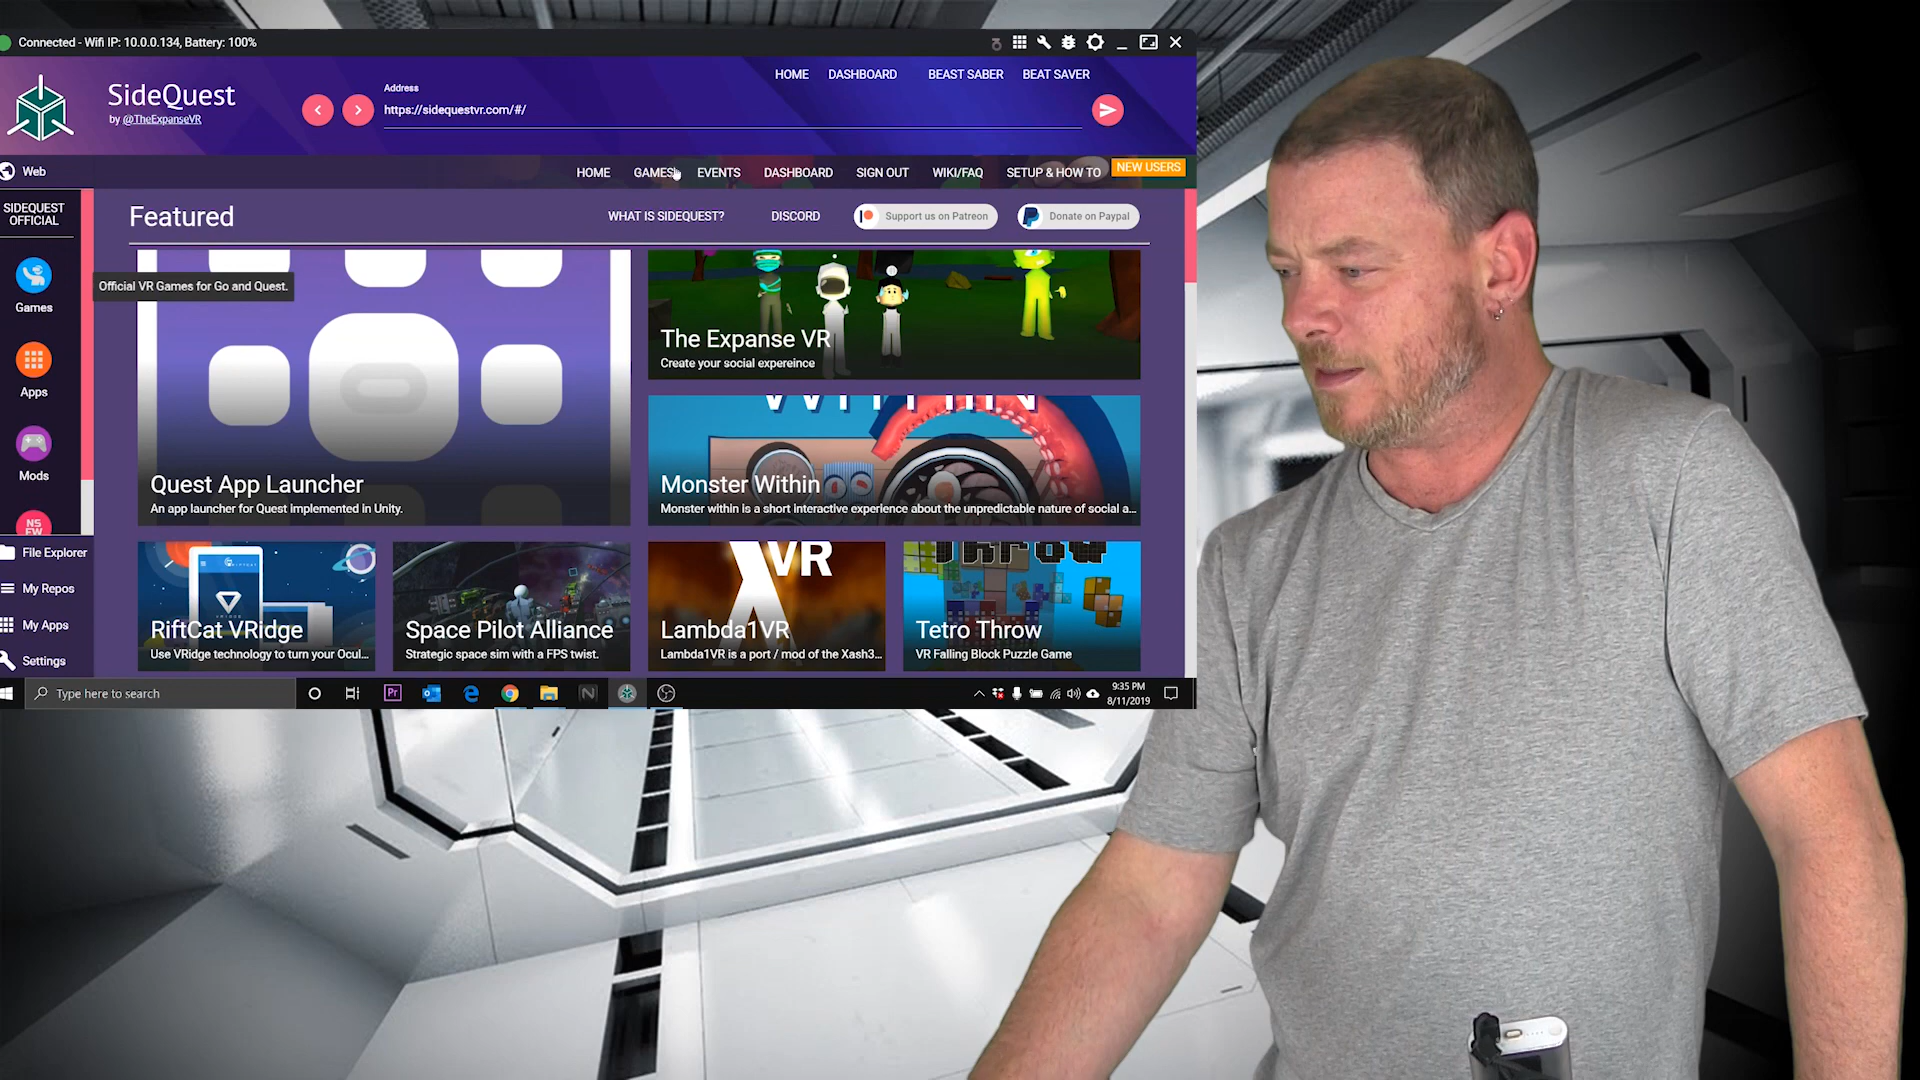 Connected - Wifi IP: 10.0.0.134, Battery: 100%
HOME DASHBOARD BEAST SABER BEAT SAVER
SideQuest
by @TheExpanseVR
Address
https://sidequestvr.com/#/
Web
HOME GAMES EVENTS DASHBOARD SIGN OUT WIKI/FAQ SETUP & HOW TO NEW USERS
SIDEQUEST
OFFICIAL
Featured
WHAT IS SIDEQUEST? DISCORD Support us on Patreon Donate on Paypal
Official VR Games for Go and Quest.
Games
Apps
Mods
NS
FW
File Explorer
My Repos
My Apps
Settings
Quest App Launcher
An app launcher for Quest implemented in Unity.
The Expanse VR
Create your social expereince
WITHIN
Monster Within
Monster within is a short interactive experience about the unpredictable nature of social a...
RiftCat VRidge
Use VRidge technology to turn your Ocul...
Space Pilot Alliance
Strategic space sim with a FPS twist.
VR
Lambda1VR
Lambda1VR is a port / mod of the Xash3...
Tetro Throw
VR Falling Block Puzzle Game
Type here to search
Pr
N
9:35 PM
8/11/2019